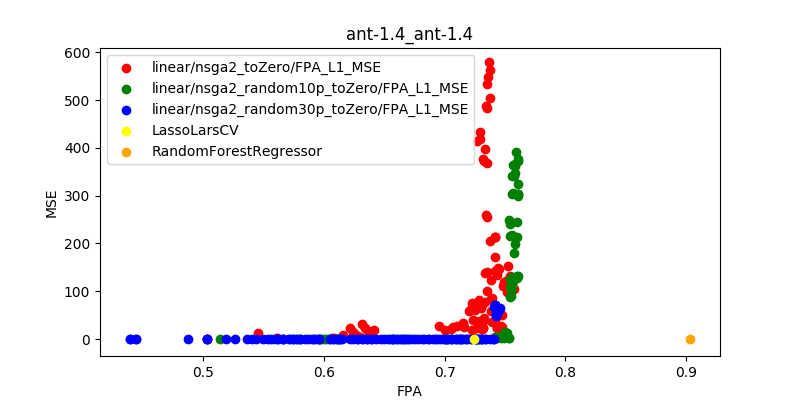 ant-1.4_ant-1.4
linear/nsga2_toZero/FPA_L1_MSE
linear/nsga2_random10p_toZero/FPA_L1_MSE
linear/nsga2_random30p_toZero/FPA_L1_MSE
LassoLarsCV
RandomForestRegressor
MSE
600
500
400
300
200
100
0
0.5 0.6 0.7 0.8 0.9
FPA